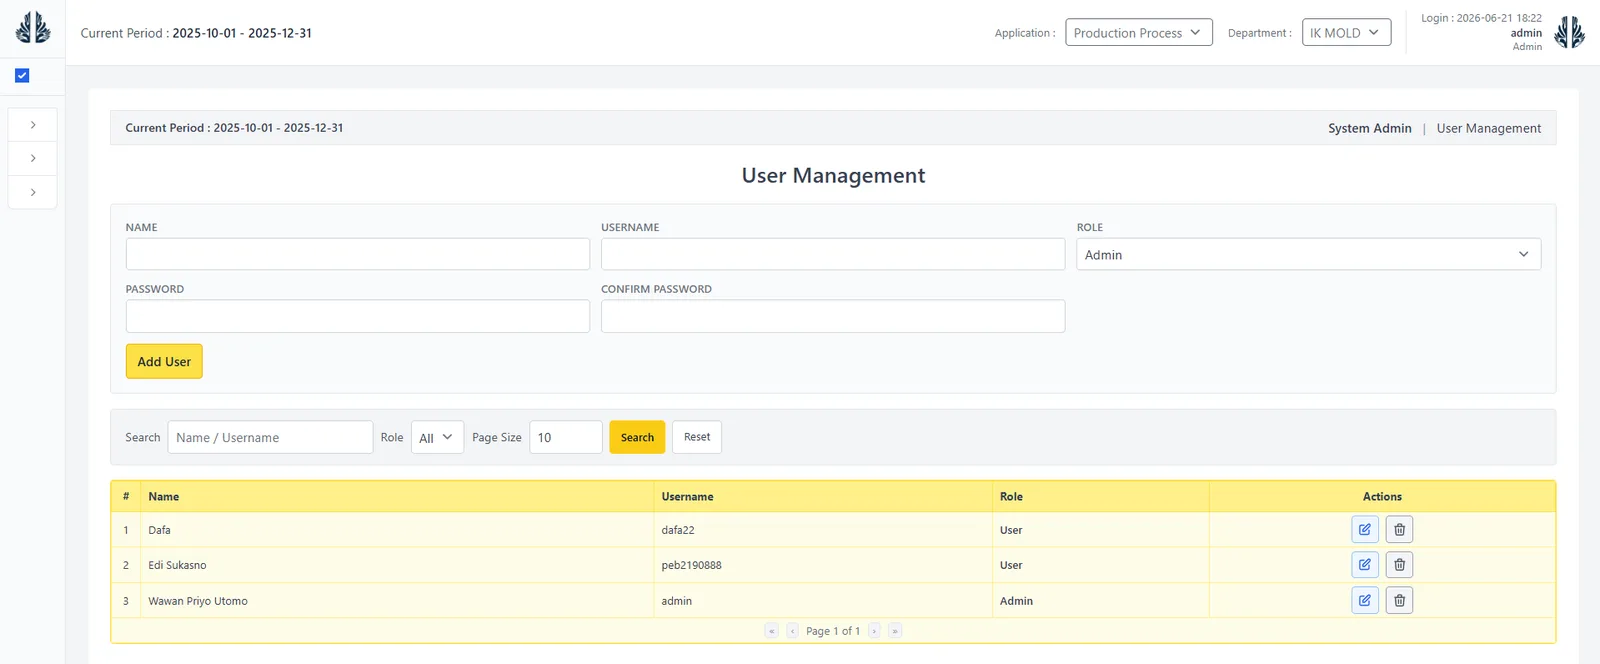 Current Period : 2025-10-01 - 2025-12-31
Application :
Production Process
Department :
IK MOLD
Login : 2026-06-21 18:22
admin
Admin
Current Period : 2025-10-01 - 2025-12-31
System Admin | User Management
User Management
NAME
USERNAME
ROLE
Admin
PASSWORD
CONFIRM PASSWORD
Add User
Search
Name / Username
Role
All
Page Size
10
Search
Reset
# Name Username Role Actions
1 Dafa dafa22 User
2 Edi Sukasno peb2190888 User
3 Wawan Priyo Utomo admin Admin
« ‹ Page 1 of 1 › »